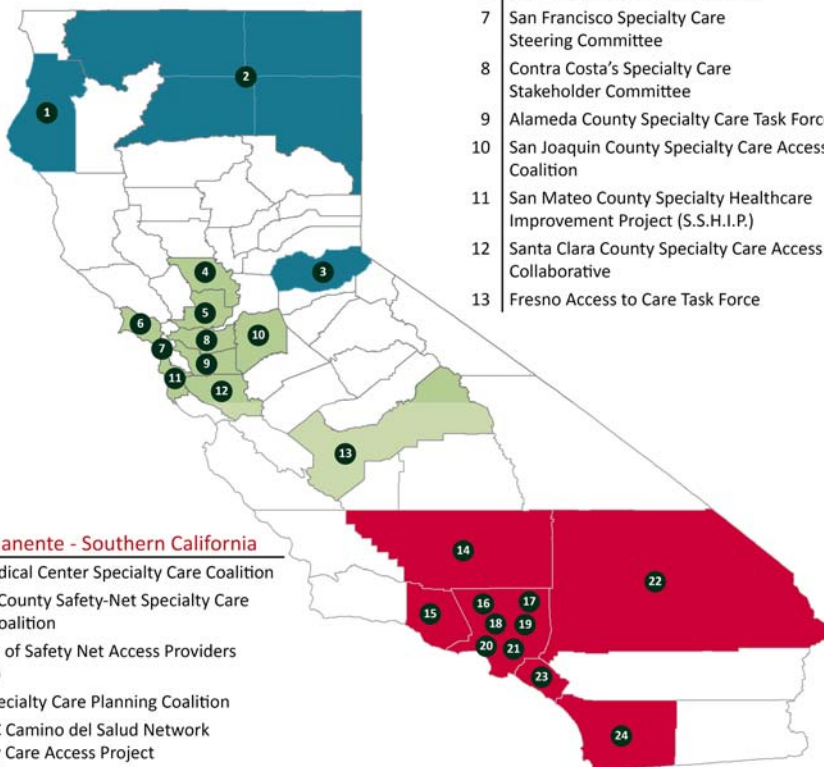 7 San Francisco Specialty Care
Steering Committee
8 Contra Costa's Specialty Care
Stakeholder Committee
9 Alameda County Specialty Care Task
10 San Joaquin County Specialty Care Access
Coalition
11 San Mateo County Specialty Healthcare
Improvement Project (S.S.H.I.P.)
12 Santa Clara County Specialty Care Access
Collaborative
13 Fresno Access to Care Task Force
1
2
3
4
5
6
7
8
9
10
11
12
13
14
15
16
17
18
19
20
21
22
23
24
- Southern California
Medical Center Specialty Care Coalition
County Safety-Net Specialty Care
Coalition
of Safety Net Access Providers
Specialty Care Planning Coalition
Camino del Salud Network
Care Access Project